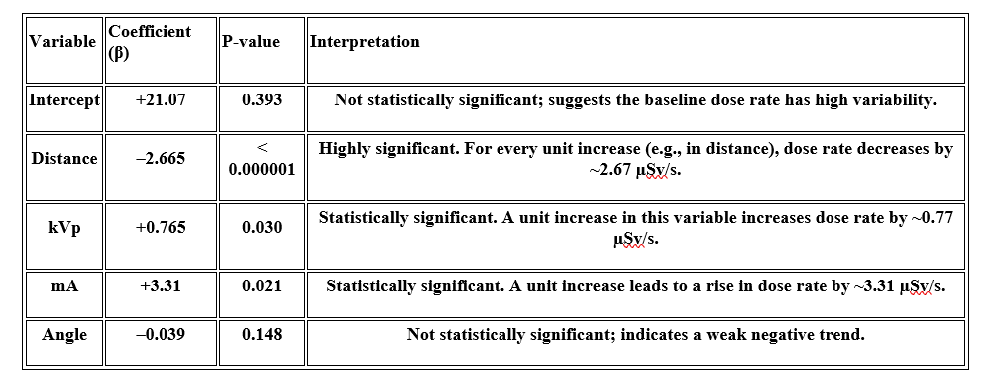 Variable Coefficient (β) P-value Interpretation
Intercept +21.07 0.393 Not statistically significant; suggests the baseline dose rate has high variability.
Distance –2.665 < 0.000001 Highly significant. For every unit increase (e.g., in distance), dose rate decreases by
~2.67 μSv/s.
kVp +0.765 0.030 Statistically significant. A unit increase in this variable increases dose rate by ~0.77
μSv/s.
mA +3.31 0.021 Statistically significant. A unit increase leads to a rise in dose rate by ~3.31 μSv/s.
Angle –0.039 0.148 Not statistically significant; indicates a weak negative trend.